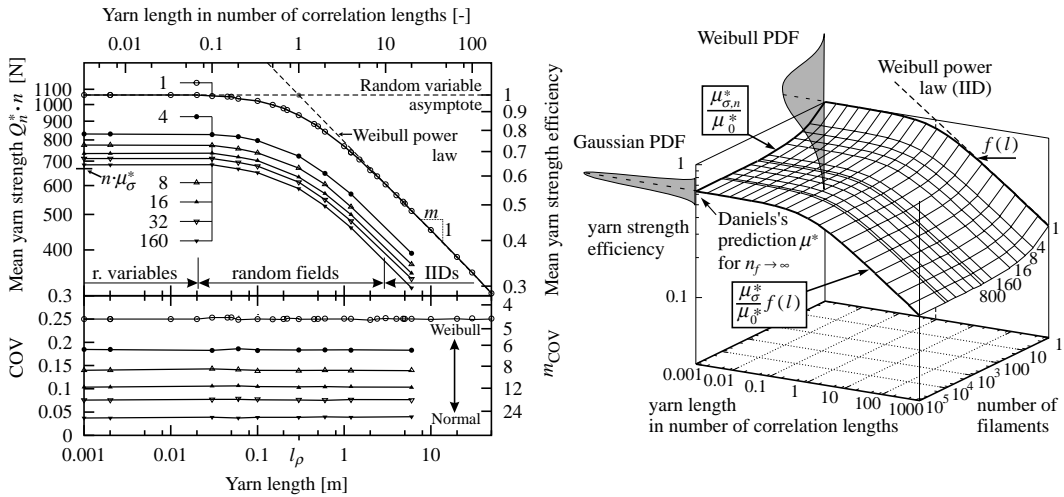 Yarn length in number of correlation lengths [-]
0.01 0.1 1 10 100
Mean yarn strength Q*n · n [N]
1100
1000
900
800
700
600
500
400
0.3
1
4
8
16
32
160
n·μ*σ
Random variable
asymptote
Weibull power
law
m
1
r. variables
random fields
IIDs
1
0.9
0.8
0.7
0.6
0.5
0.4
0.3
Mean yarn strength efficiency
COV
0.25
0.2
0.15
0.1
0.05
0
Weibull
Normal
4
5
6
8
12
24
mCOV
0.001 0.01 0.1 lρ 1 10
Yarn length [m]
Weibull PDF
Weibull power
law (IID)
μ*σ,n
μ*0
f(l)
Gaussian PDF
1
yarn strength
efficiency
Daniels's
prediction μ*
for nf→∞
μ*σ
μ*0
f(l)
0.1
1
4
8
16
160
800
0.001 0.01 0.1 1 10 100 1000
10⁵ 10⁴ 10³ 100 10 1
yarn length
in number of correlation lengths
number of
filaments